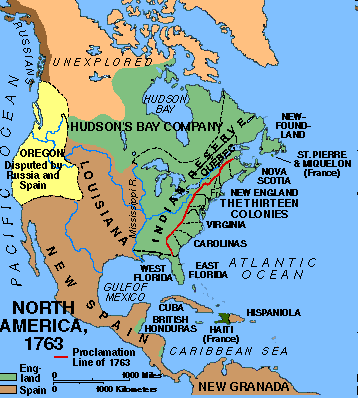 RUSSIANS
UNEXPLORED
PACIFIC OCEAN
HUDSON
BAY
HUDSON'S BAY COMPANY
NEW-
FOUND-
LAND
OREGON
Disputed by
Russia and
Spain
INDIAN RESERVE
QUEBEC
ST. PIERRE
& MIQUELON
(France)
NOVA
SCOTIA
NEW ENGLAND
THE THIRTEEN
COLONIES
LOUISIANA
Mississippi R.
VIRGINIA
CAROLINAS
WEST
FLORIDA
EAST
FLORIDA
ATLANTIC
OCEAN
NEW SPAIN
GULF OF
MEXICO
NORTH
AMERICA,
1763
CUBA
BRITISH
HONDURAS
HISPANIOLA
HAITI
(France)
Proclamation
Line of 1763
CARIBBEAN SEA
Eng-
land
Spain
0 1000 Miles
0 1000 Kilometers
NEW GRANADA